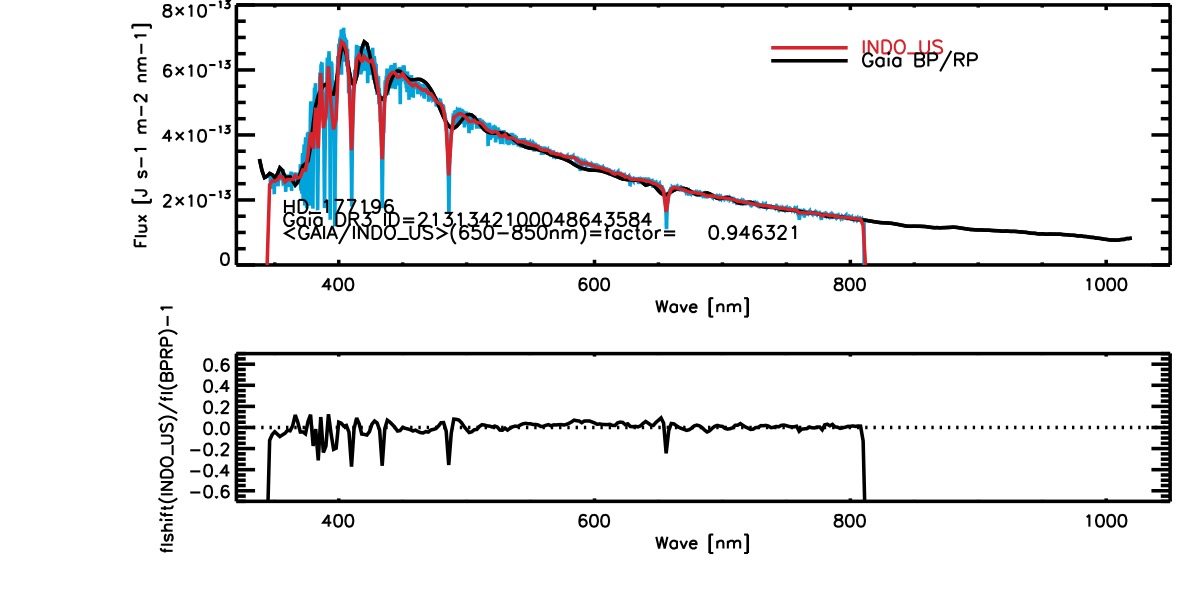 8×10⁻¹³
6×10⁻¹³
4×10⁻¹³
2×10⁻¹³
0
Flux [J s−1 m−2 nm−1]
INDO_US
Gaia BP/RP
HD_177196
Gaia DR3 ID=2131342100048643584
<GAIA/INDO_US>(650−850nm)=factor= 0.946321
400 600 800 1000
Wave [nm]
flshift(INDO_US)/fl(BPRP)−1
0.6
0.4
0.2
0.0
−0.2
−0.4
−0.6
400 600 800 1000
Wave [nm]